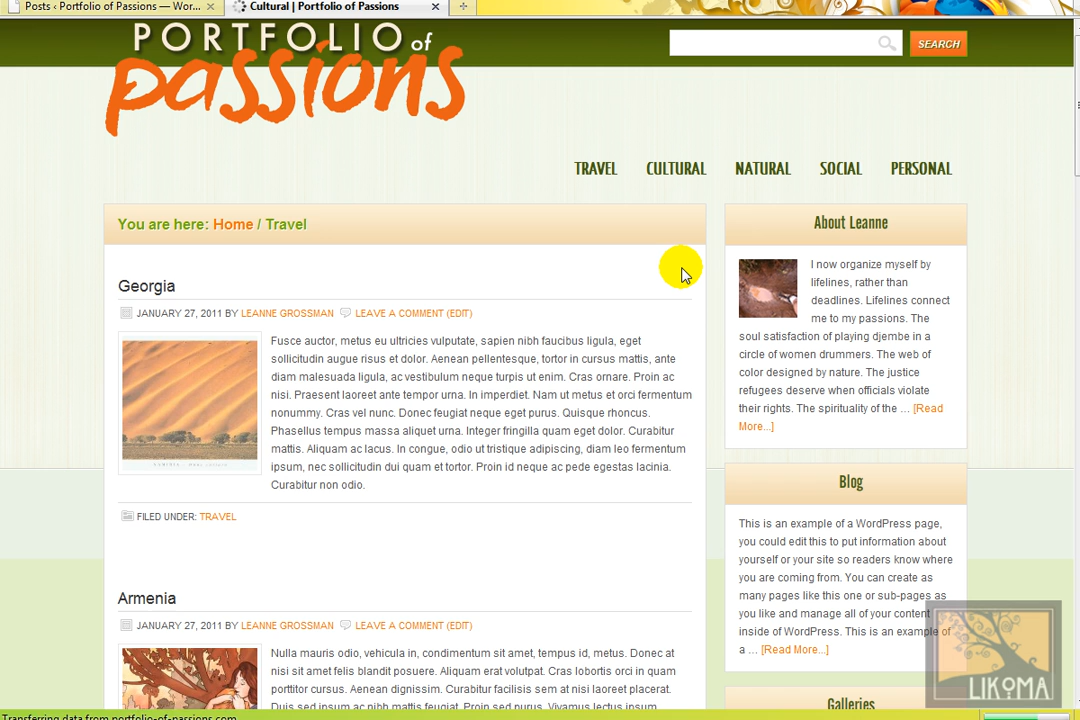 Posts ‹ Portfolio of Passions — Wor...
Cultural | Portfolio of Passions
PORTFOLIO of
passions
SEARCH
TRAVEL CULTURAL NATURAL SOCIAL PERSONAL
You are here: Home / Travel
Georgia
JANUARY 27, 2011 BY LEANNE GROSSMAN LEAVE A COMMENT (EDIT)
Fusce auctor, metus eu ultricies vulputate, sapien nibh faucibus ligula, eget
sollicitudin augue risus et dolor. Aenean pellentesque, tortor in cursus mattis, ante
diam malesuada ligula, ac vestibulum neque turpis ut enim. Cras ornare. Proin ac
nisi. Praesent laoreet ante tempor urna. In imperdiet. Nam ut metus et orci fermentum
nonummy. Cras vel nunc. Donec feugiat neque eget purus. Quisque rhoncus.
Phasellus tempus massa aliquet urna. Integer fringilla quam eget dolor. Curabitur
mattis. Aliquam ac lacus. In congue, odio ut tristique adipiscing, diam leo fermentum
ipsum, nec sollicitudin dui quam et tortor. Proin id neque ac pede egestas lacinia.
Curabitur non odio.
FILED UNDER: TRAVEL
Armenia
JANUARY 27, 2011 BY LEANNE GROSSMAN LEAVE A COMMENT (EDIT)
Nulla mauris odio, vehicula in, condimentum sit amet, tempus id, metus. Donec at
nisi sit amet felis blandit posuere. Aliquam erat volutpat. Cras lobortis orci in quam
porttitor cursus. Aenean dignissim. Curabitur facilisis sem at nisi laoreet placerat.
Duis sed ipsum ac nibh mattis feugiat. Proin sed purus. Vivamus lectus ipsum
About Leanne
I now organize myself by
lifelines, rather than
deadlines. Lifelines connect
me to my passions. The
soul satisfaction of playing djembe in a
circle of women drummers. The web of
color designed by nature. The justice
refugees deserve when officials violate
their rights. The spirituality of the ... [Read
More...]
Blog
This is an example of a WordPress page,
you could edit this to put information about
yourself or your site so readers know where
you are coming from. You can create as
many pages like this one or sub-pages as
you like and manage all of your content
inside of WordPress. This is an example of
a ... [Read More...]
Galleries
LIKOMA
Transferring data from portfolio-of-passions.com